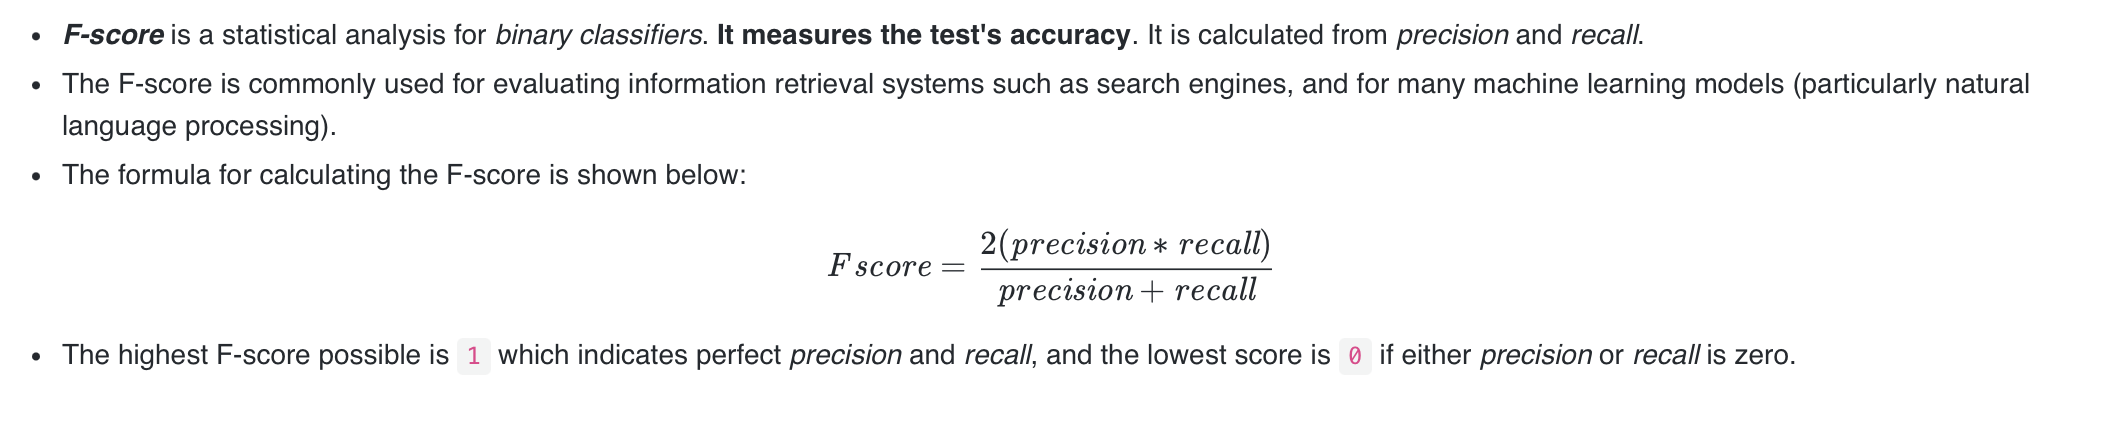 • F-score is a statistical analysis for binary classifiers. It measures the test's accuracy. It is calculated from precision and recall.
• The F-score is commonly used for evaluating information retrieval systems such as search engines, and for many machine learning models (particularly natural
language processing).
• The formula for calculating the F-score is shown below:
Fscore = 2(precision * recall) / precision + recall
• The highest F-score possible is 1 which indicates perfect precision and recall, and the lowest score is 0 if either precision or recall is zero.